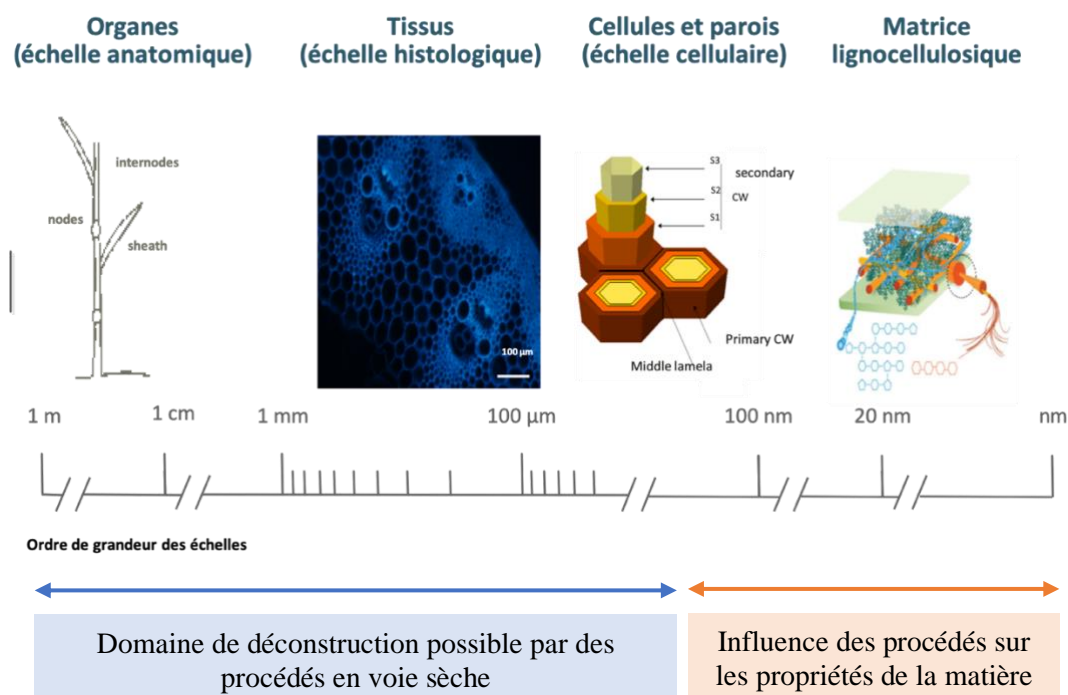 Organes
(échelle anatomique)
Tissus
(échelle histologique)
Cellules et parois
(échelle cellulaire)
Matrice
lignocellulosique
internodes
nodes
sheath
100 µm
S3
secondary
S2
CW
S1
Primary CW
Middle lamela
1 m
1 cm
1 mm
100 µm
100 nm
20 nm
nm
Ordre de grandeur des échelles
Domaine de déconstruction possible par des
procédés en voie sèche
Influence des procédés sur
les propriétés de la matière